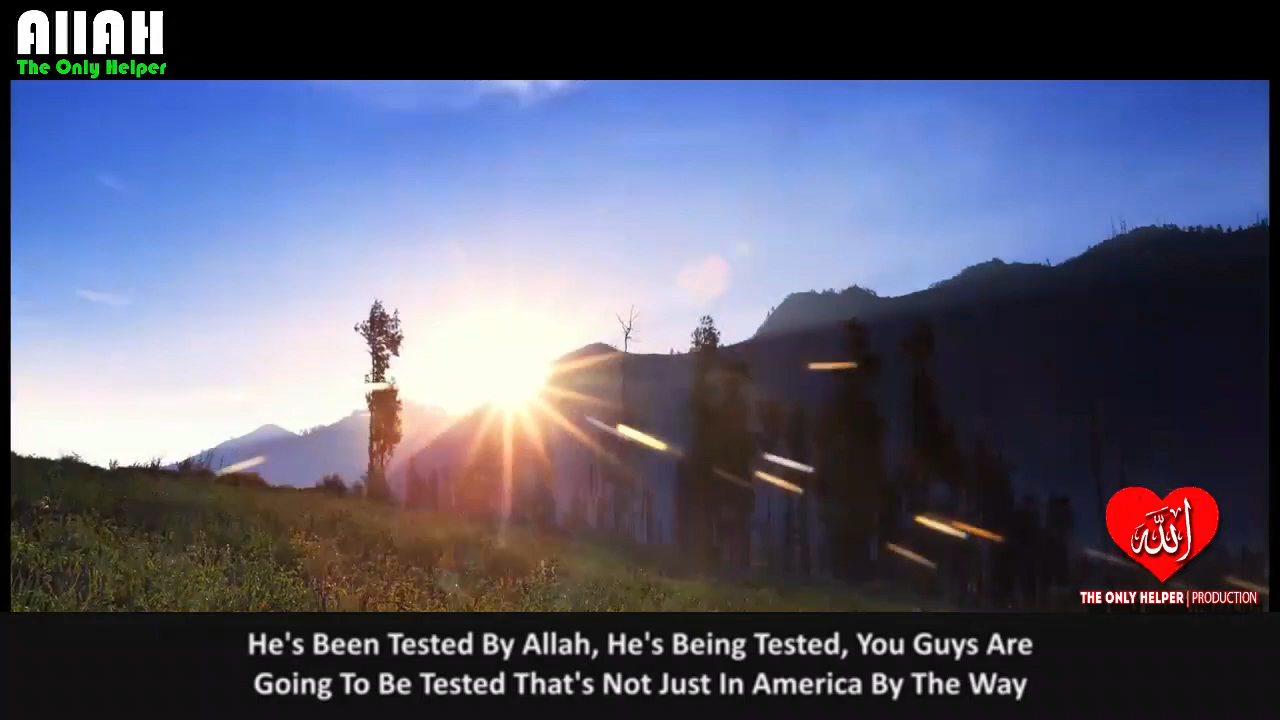 AllAH
The Only Helper
الله
THE ONLY HELPER | PRODUCTION
He's Been Tested By Allah, He's Being Tested, You Guys Are
Going To Be Tested That's Not Just In America By The Way